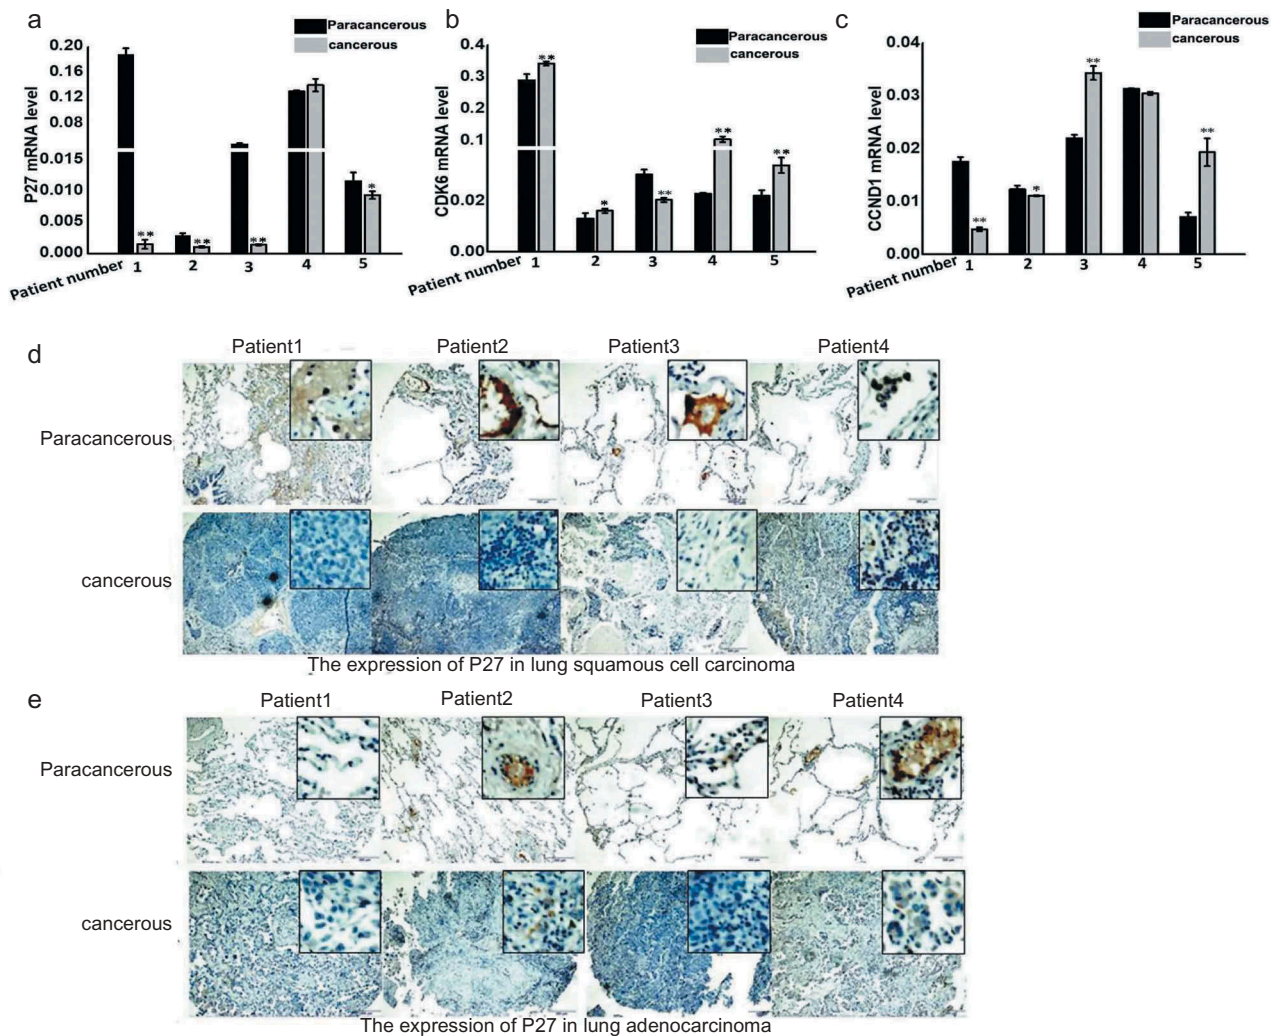 a
Paracancerous
cancerous
P27 mRNA level
0.20
0.16
0.12
0.08
0.015
0.010
0.005
0.000
** ** ** *
Patient number 1 2 3 4 5
b
Paracancerous
cancerous
CDK6 mRNA level
0.4
0.3
0.2
0.1
0.02
0.00
** * ** ** **
Patient number 1 2 3 4 5
c
Paracancerous
cancerous
CCND1 mRNA level
0.04
0.03
0.02
0.01
0.00
** * ** **
Patient number 1 2 3 4 5
d
Patient1 Patient2 Patient3 Patient4
Paracancerous
cancerous
The expression of P27 in lung squamous cell carcinoma
e
Patient1 Patient2 Patient3 Patient4
Paracancerous
cancerous
The expression of P27 in lung adenocarcinoma